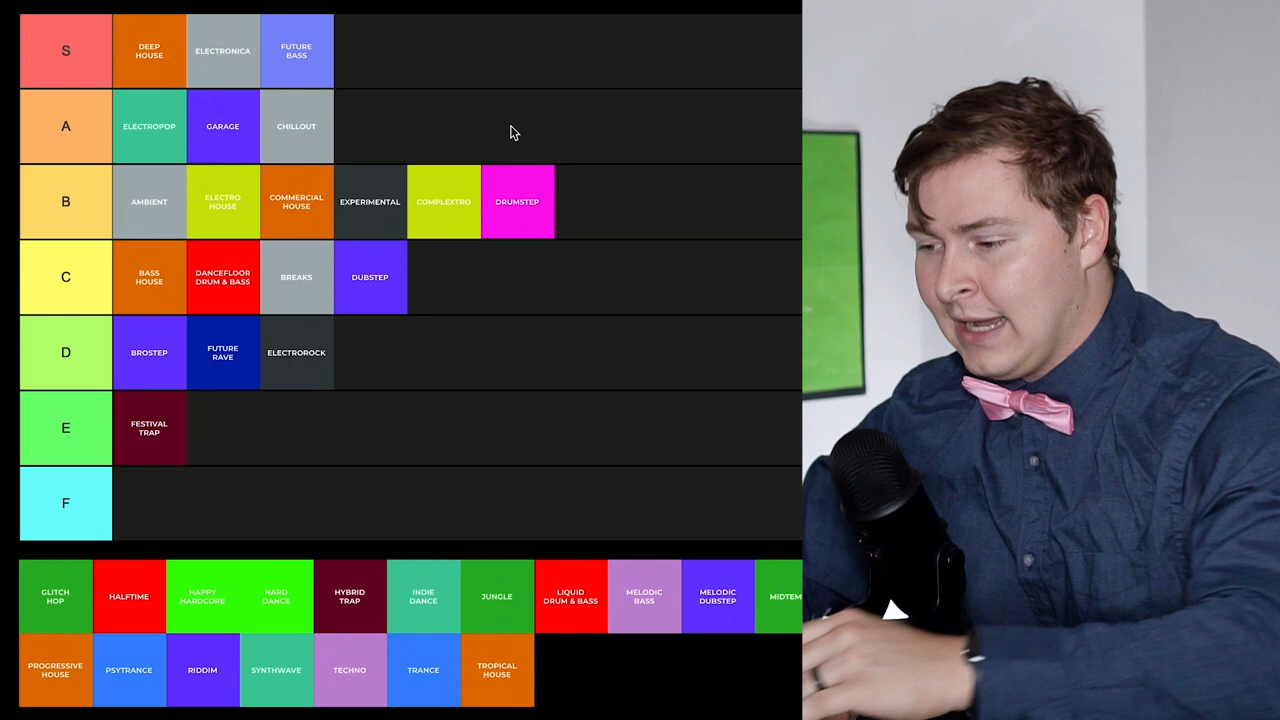 S
DEEP
HOUSE
ELECTRONICA
FUTURE
BASS
A
ELECTROPOP
GARAGE
CHILLOUT
B
AMBIENT
ELECTRO
HOUSE
COMMERCIAL
HOUSE
EXPERIMENTAL
COMPLEXTRO
DRUMSTEP
C
BASS
HOUSE
DANCEFLOOR
DRUM & BASS
BREAKS
DUBSTEP
D
BROSTEP
FUTURE
RAVE
ELECTROROCK
E
FESTIVAL
TRAP
F
GLITCH
HOP
HALFTIME
HAPPY
HARDCORE
HARD
DANCE
HYBRID
TRAP
INDIE
DANCE
JUNGLE
LIQUID
DRUM & BASS
MELODIC
BASS
MELODIC
DUBSTEP
MIDTEM
PROGRESSIVE
HOUSE
PSYTRANCE
RIDDIM
SYNTHWAVE
TECHNO
TRANCE
TROPICAL
HOUSE